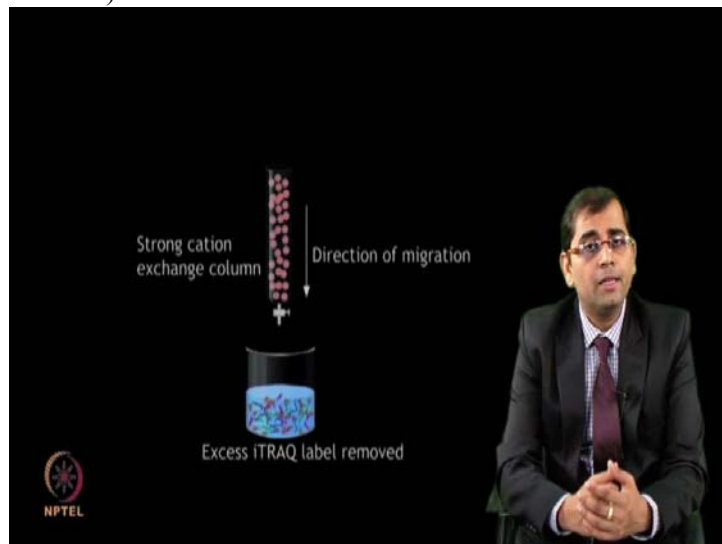 )
Strong cation
exchange column
Direction of migration
Excess iTRAQ label removed
NPTEL